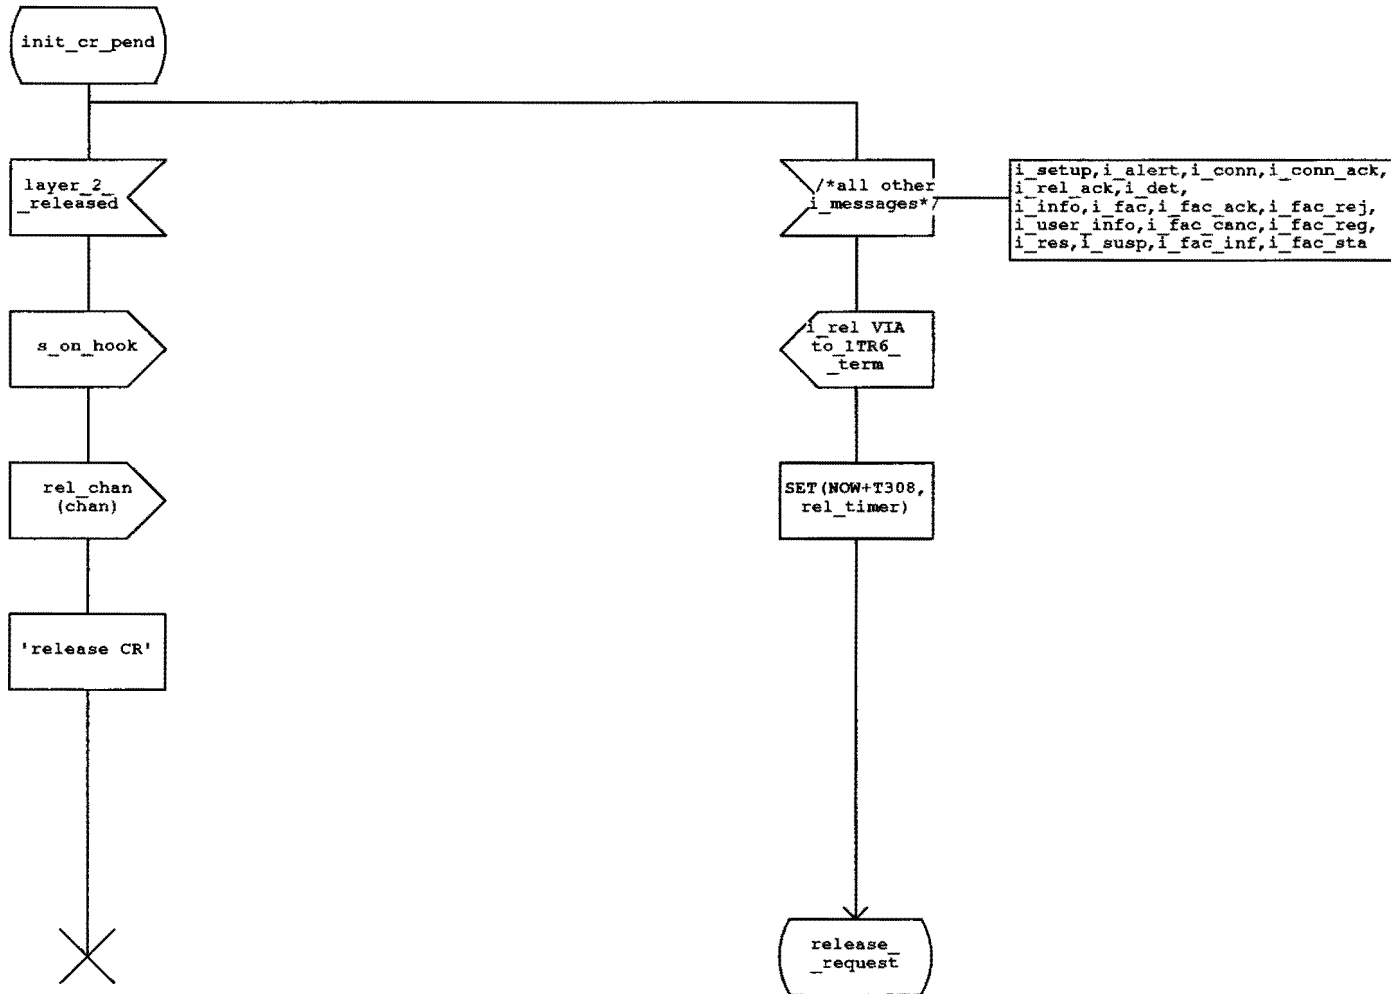 init_cr_pend
layer_2_
_released
/*all other
i_messages*/
i_setup,i_alert,i_conn,i_conn_ack,
i_rel_ack,i_det,
i_info,i_fac,i_fac_ack,i_fac_rej,
i_user_info,i_fac_canc,i_fac_reg,
i_res,i_susp,i_fac_inf,i_fac_sta
s_on_hook
i_rel VIA
to_1TR6_
_term
rel_chan
(chan)
SET(NOW+T308,
rel_timer)
'release CR'
release_
_request